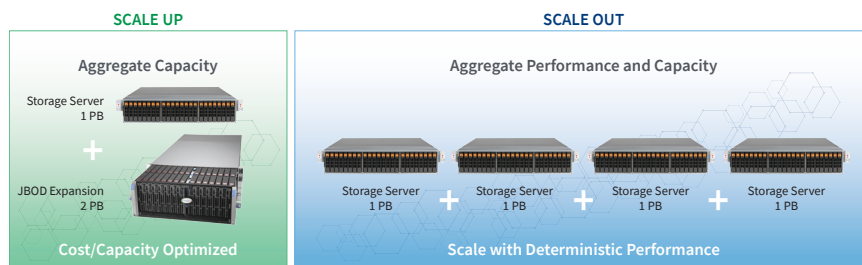 SCALE UP
SCALE OUT
Aggregate Capacity
Storage Server
1 PB
+
JBOD Expansion
2 PB
Cost/Capacity Optimized
Aggregate Performance and Capacity
Storage Server
1 PB
+
Storage Server
1 PB
+
Storage Server
1 PB
+
Storage Server
1 PB
Scale with Deterministic Performance